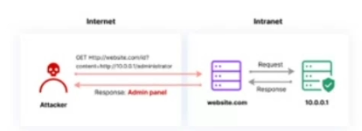 Internet
Intranet
GET http://website.com/id?
content=http://10.0.0.1/administrator
Request
Response: Admin panel
Response
Attacker
website.com
10.0.0.1